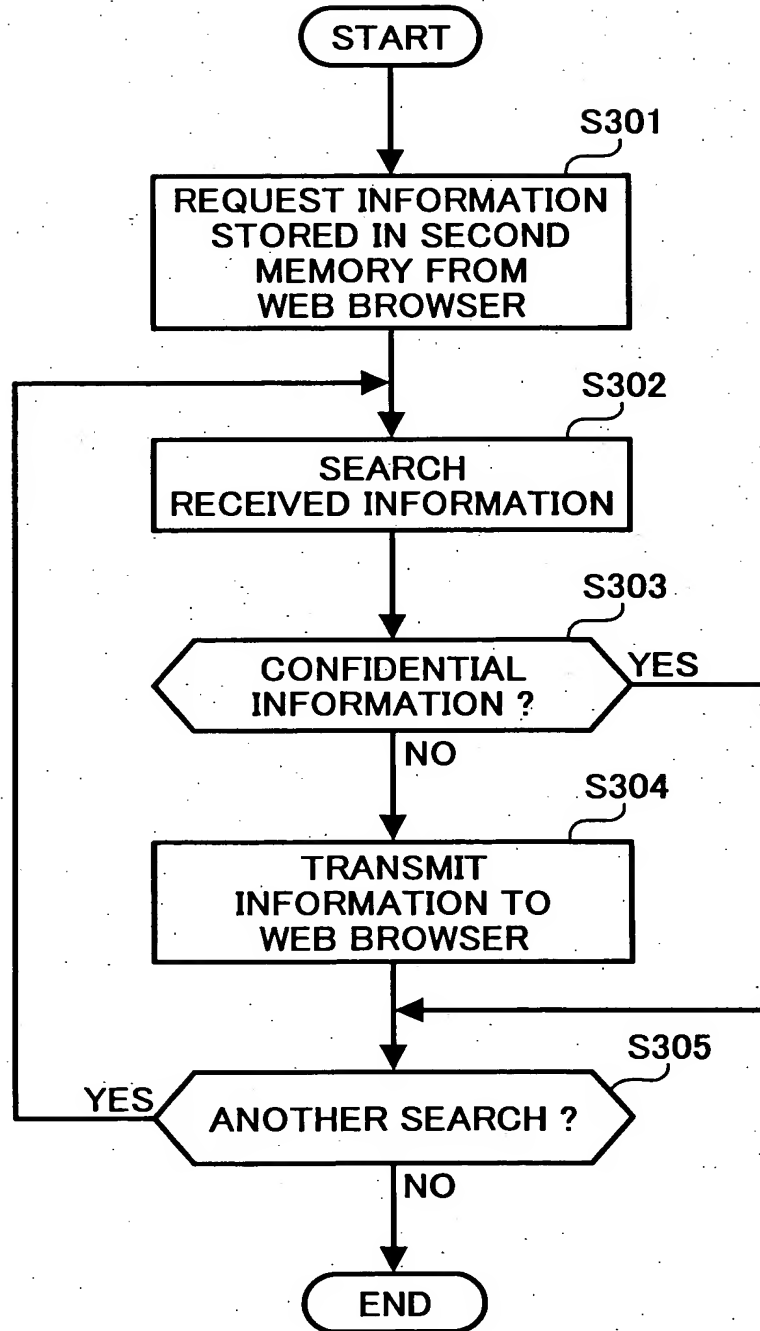 START
S301
REQUEST INFORMATION
STORED IN SECOND
MEMORY FROM
WEB BROWSER
S302
SEARCH
RECEIVED INFORMATION
S303
CONFIDENTIAL
INFORMATION ?
YES
NO
S304
TRANSMIT
INFORMATION TO
WEB BROWSER
S305
YES
ANOTHER SEARCH ?
NO
END